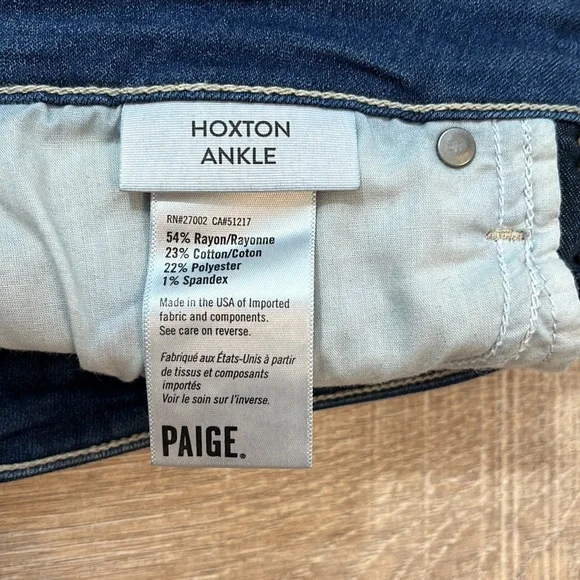 HOXTON
ANKLE
RN#27002 CA#51217
54% Rayon/Rayonne
23% Cotton/Coton
22% Polyester
1% Spandex
Made in the USA of Imported
fabric and components.
See care on reverse.
Fabriqué aux États-Unis à partir
de tissus et composants
importés
Voir le soin sur l'inverse.
PAIGE.